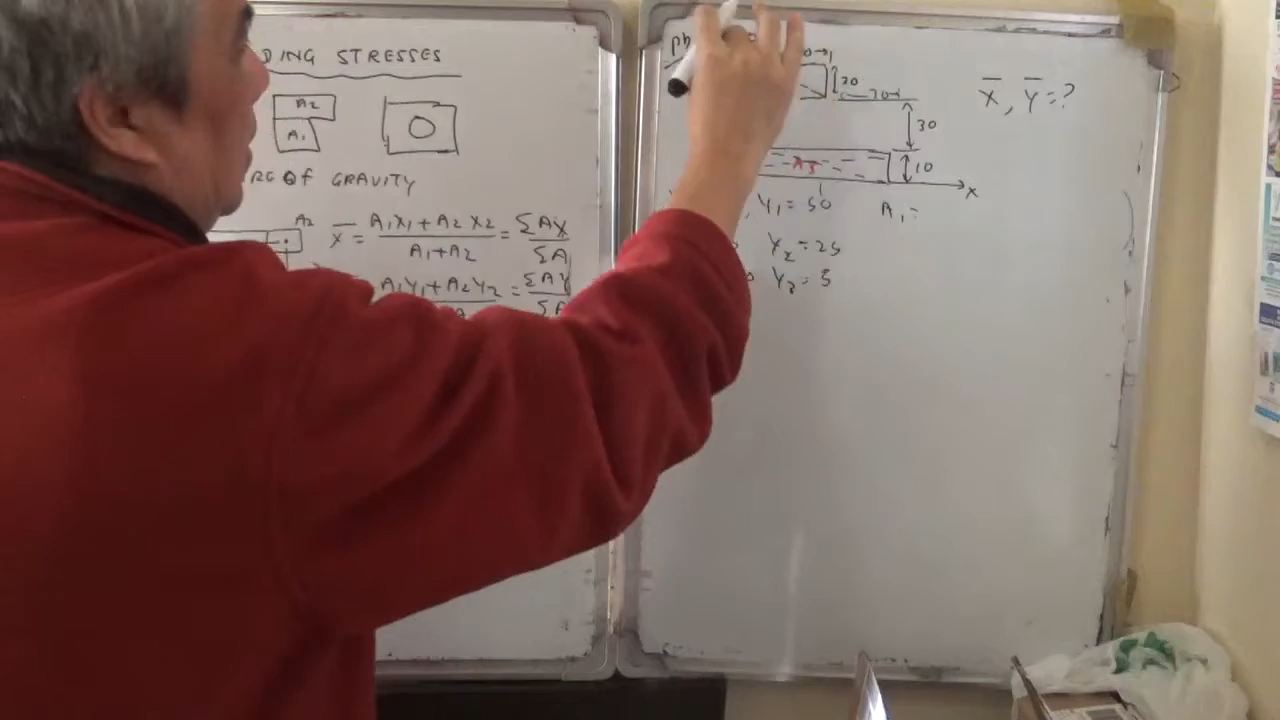 DING STRESSES
A2
A1
RE OF GRAVITY
A2
X̄ = A1X1 + A2X2 / A1 + A2 = ΣAX / ΣA
A1Y1 + A2Y2 = ΣAY / ΣA
20
30
10
x
A3
X̄, Ȳ = ?
Y1 = 50
A1 =
Y2 = 25
Y3 = 5